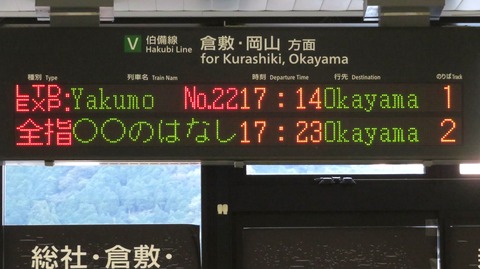 V 伯備線 倉敷・岡山 方面
Hakubi Line for Kurashiki, Okayama
種別 Type 列車名 Train Nam 時刻 Departure Time 行先 Destination のりば Track
LTD EXP. Yakumo No.22 17:14 Okayama 1
全指 〇〇のはなし 17:23 Okayama 2
総社・倉敷・